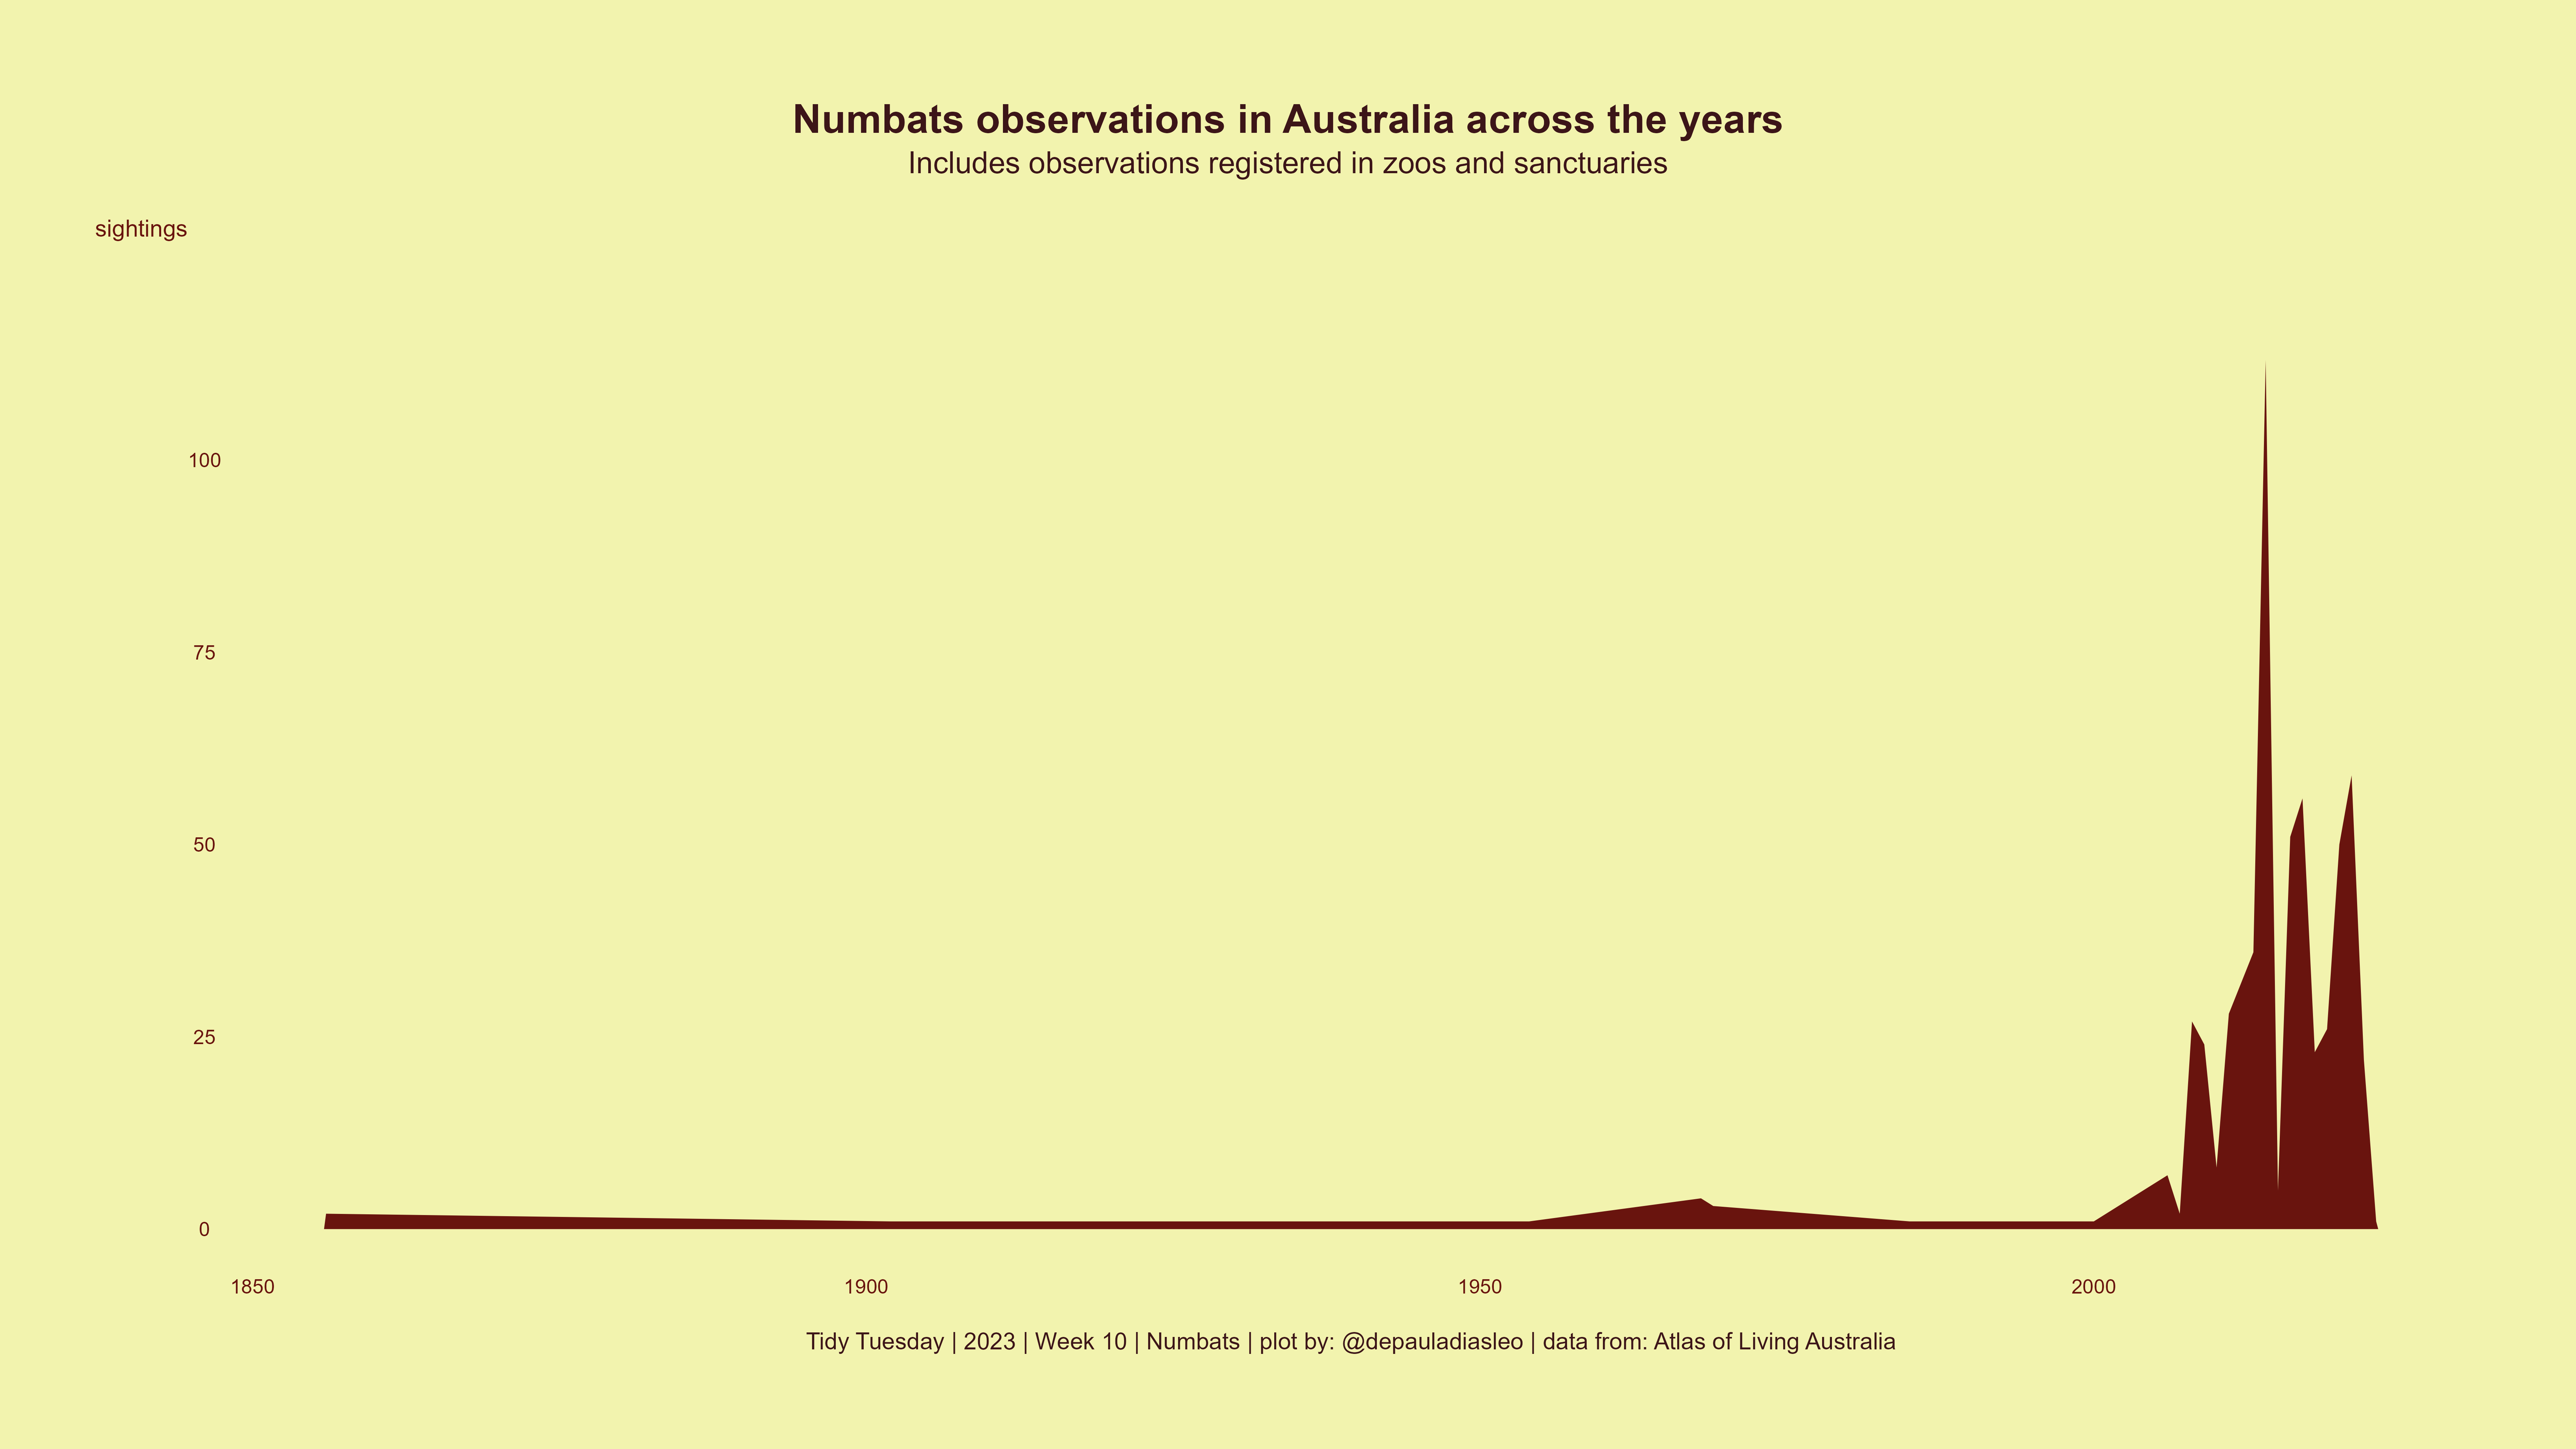 Numbats observations in Australia across the years
Includes observations registered in zoos and sanctuaries
sightings
100
75
50
25
0
1850 1900 1950 2000
Tidy Tuesday | 2023 | Week 10 | Numbats | plot by: @depauladiasleo | data from: Atlas of Living Australia